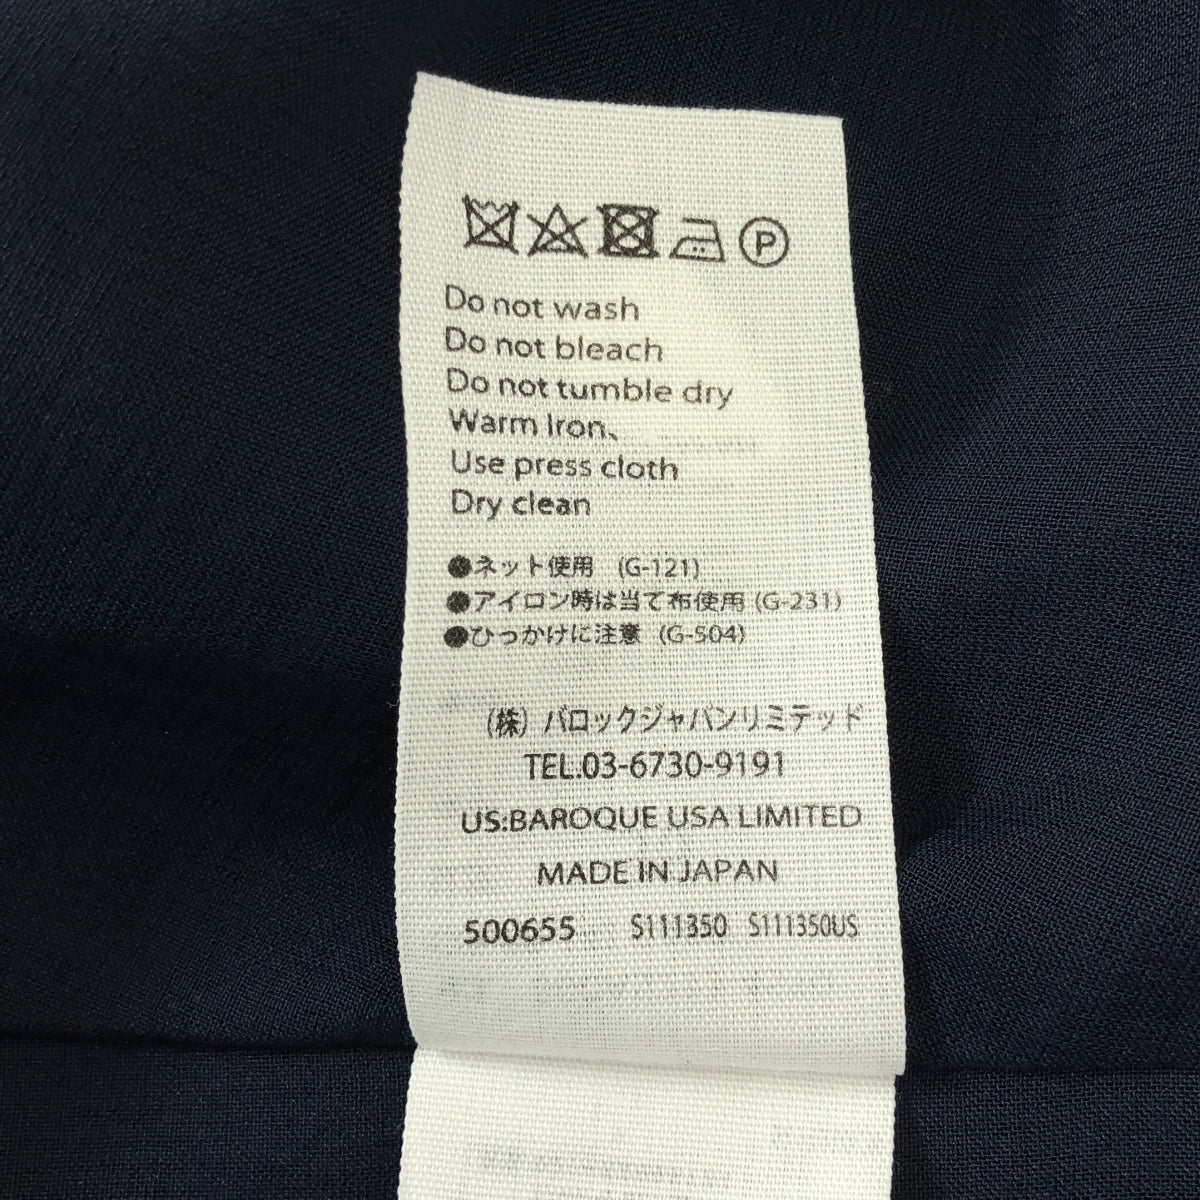 P
Do not wash
Do not bleach
Do not tumble dry
Warm Iron、
Use press cloth
Dry clean
●ネット使用 (G-121)
●アイロン時は当て布使用 (G-231)
●ひっかけに注意 (G-504)
(株) バロックジャパンリミテッド
TEL.03-6730-9191
US:BAROQUE USA LIMITED
MADE IN JAPAN
500655 S111350 S111350US